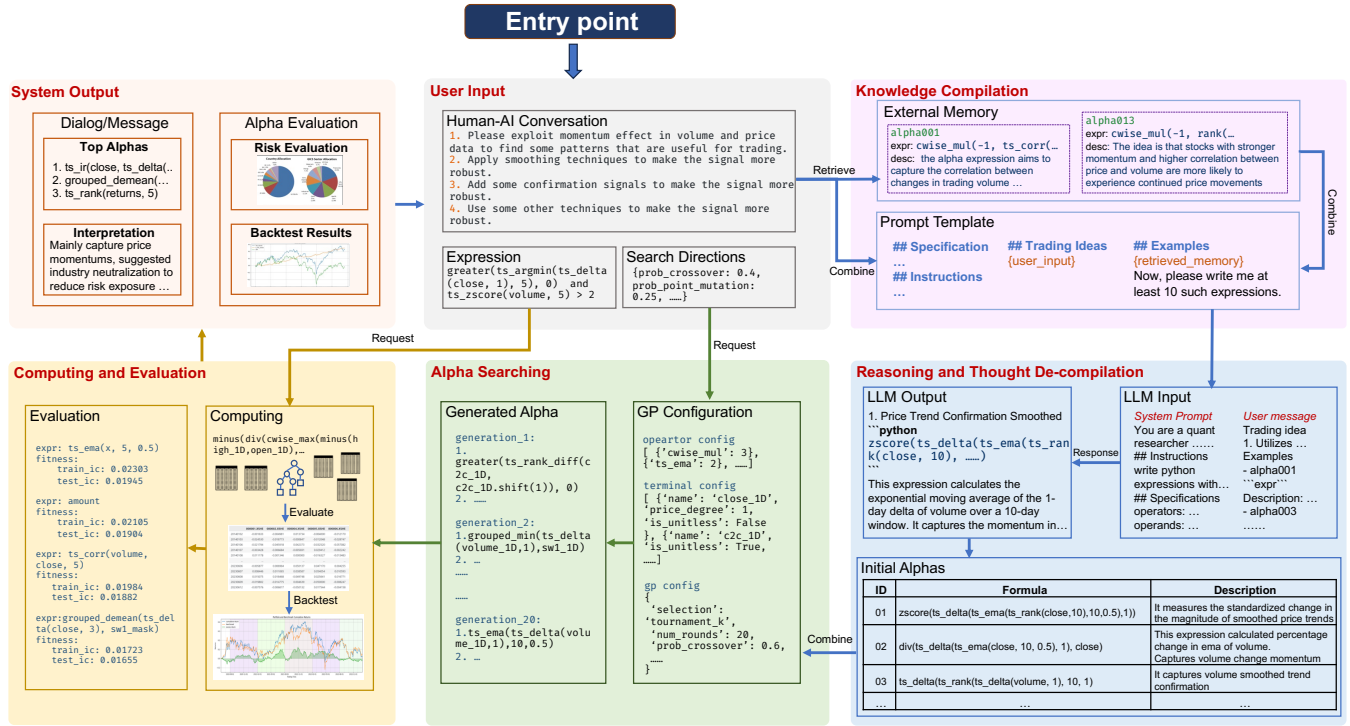 Entry point
System Output
Dialog/Message
Top Alphas
1. ts_ir(close, ts_delta(..
2. grouped_demean(…
3. ts_rank(returns, 5)
Interpretation
Mainly capture price
momentums, suggested
industry neutralization to
reduce risk exposure …
Alpha Evaluation
Risk Evaluation
Backtest Results
User Input
Human-AI Conversation
1. Please exploit momentum effect in volume and price
data to find some patterns that are useful for trading.
2. Apply smoothing techniques to make the signal more
robust.
3. Add some confirmation signals to make the signal more
robust.
4. Use some other techniques to make the signal more
robust.
Expression
greater(ts_argmin(ts_delta
(close, 1), 5), 0) and
ts_zscore(volume, 5) > 2
Search Directions
{prob_crossover: 0.4,
prob_point_mutation:
0.25, ……}
Retrieve
Combine
Knowledge Compilation
External Memory
alpha001
expr: cwise_mul(-1, ts_corr(…
desc: the alpha expression aims to
capture the correlation between
changes in trading volume …
alpha013
expr: cwise_mul(-1, rank(…
desc: The idea is that stocks with stronger
momentum and higher correlation between
price and volume are more likely to
experience continued price movements
Combine
Prompt Template
## Specification
…
## Instructions
…
## Trading Ideas
{user_input}
## Examples
{retrieved_memory}
Now, please write me at
least 10 such expressions.
Request
Request
Computing and Evaluation
Evaluation
expr: ts_ema(x, 5, 0.5)
fitness:
train_ic: 0.02303
test_ic: 0.01945
expr: amount
fitness:
train_ic: 0.02105
test_ic: 0.01904
expr: ts_corr(volume,
close, 5)
fitness:
train_ic: 0.01984
test_ic: 0.01882
expr:grouped_demean(ts_del
ta(close, 3), sw1_mask)
fitness:
train_ic: 0.01723
test_ic: 0.01655
Computing
minus(div(cwise_max(minus(h
igh_1D,open_1D),…
Evaluate
Backtest
Alpha Searching
Generated Alpha
generation_1:
1.
greater(ts_rank_diff(c
2c_1D,
c2c_1D.shift(1)), 0)
2. ……
generation_2:
1.grouped_min(ts_delta
(volume_1D,1),sw1_1D)
2. …
……
……
generation_20:
1.ts_ema(ts_delta(volu
me_1D,1),10,0.5)
2. …
GP Configuration
opeartor config
[ {‘cwise_mul’: 3},
{‘ts_ema’: 2}, ……]
terminal config
[ {‘name’: ‘close_1D’,
‘price_degree’: 1,
‘is_unitless’: False
}, {‘name’: ‘c2c_1D’,
‘is_unitless’: True,
……]
gp config
{
‘selection’:
‘tournament_k’,
‘num_rounds’: 20,
‘prob_crossover’: 0.6,
……
}
Combine
Reasoning and Thought De-compilation
LLM Output
1. Price Trend Confirmation Smoothed
```python
zscore(ts_delta(ts_ema(ts_ran
k(close, 10), ……)
```
This expression calculates the
exponential moving average of the 1-
day delta of volume over a 10-day
window. It captures the momentum in…
Response
LLM Input
System Prompt
You are a quant
researcher ……
## Instructions
write python
expressions with…
## Specifications
operators: …
operands: …
User message
Trading idea
1. Utilizes …
Examples
- alpha001
```expr```
Description: …
- alpha003
……
Initial Alphas
ID Formula Description
01 zscore(ts_delta(ts_ema(ts_rank(close,10),10,0.5),1)) It measures the standardized change in
the magnitude of smoothed price trends
02 div(ts_delta(ts_ema(close, 10, 0.5), 1), close) This expression calculated percentage
change in ema of volume.
Captures volume change momentum
03 ts_delta(ts_rank(ts_delta(volume, 1), 10, 1) It captures volume smoothed trend
confirmation
… … …